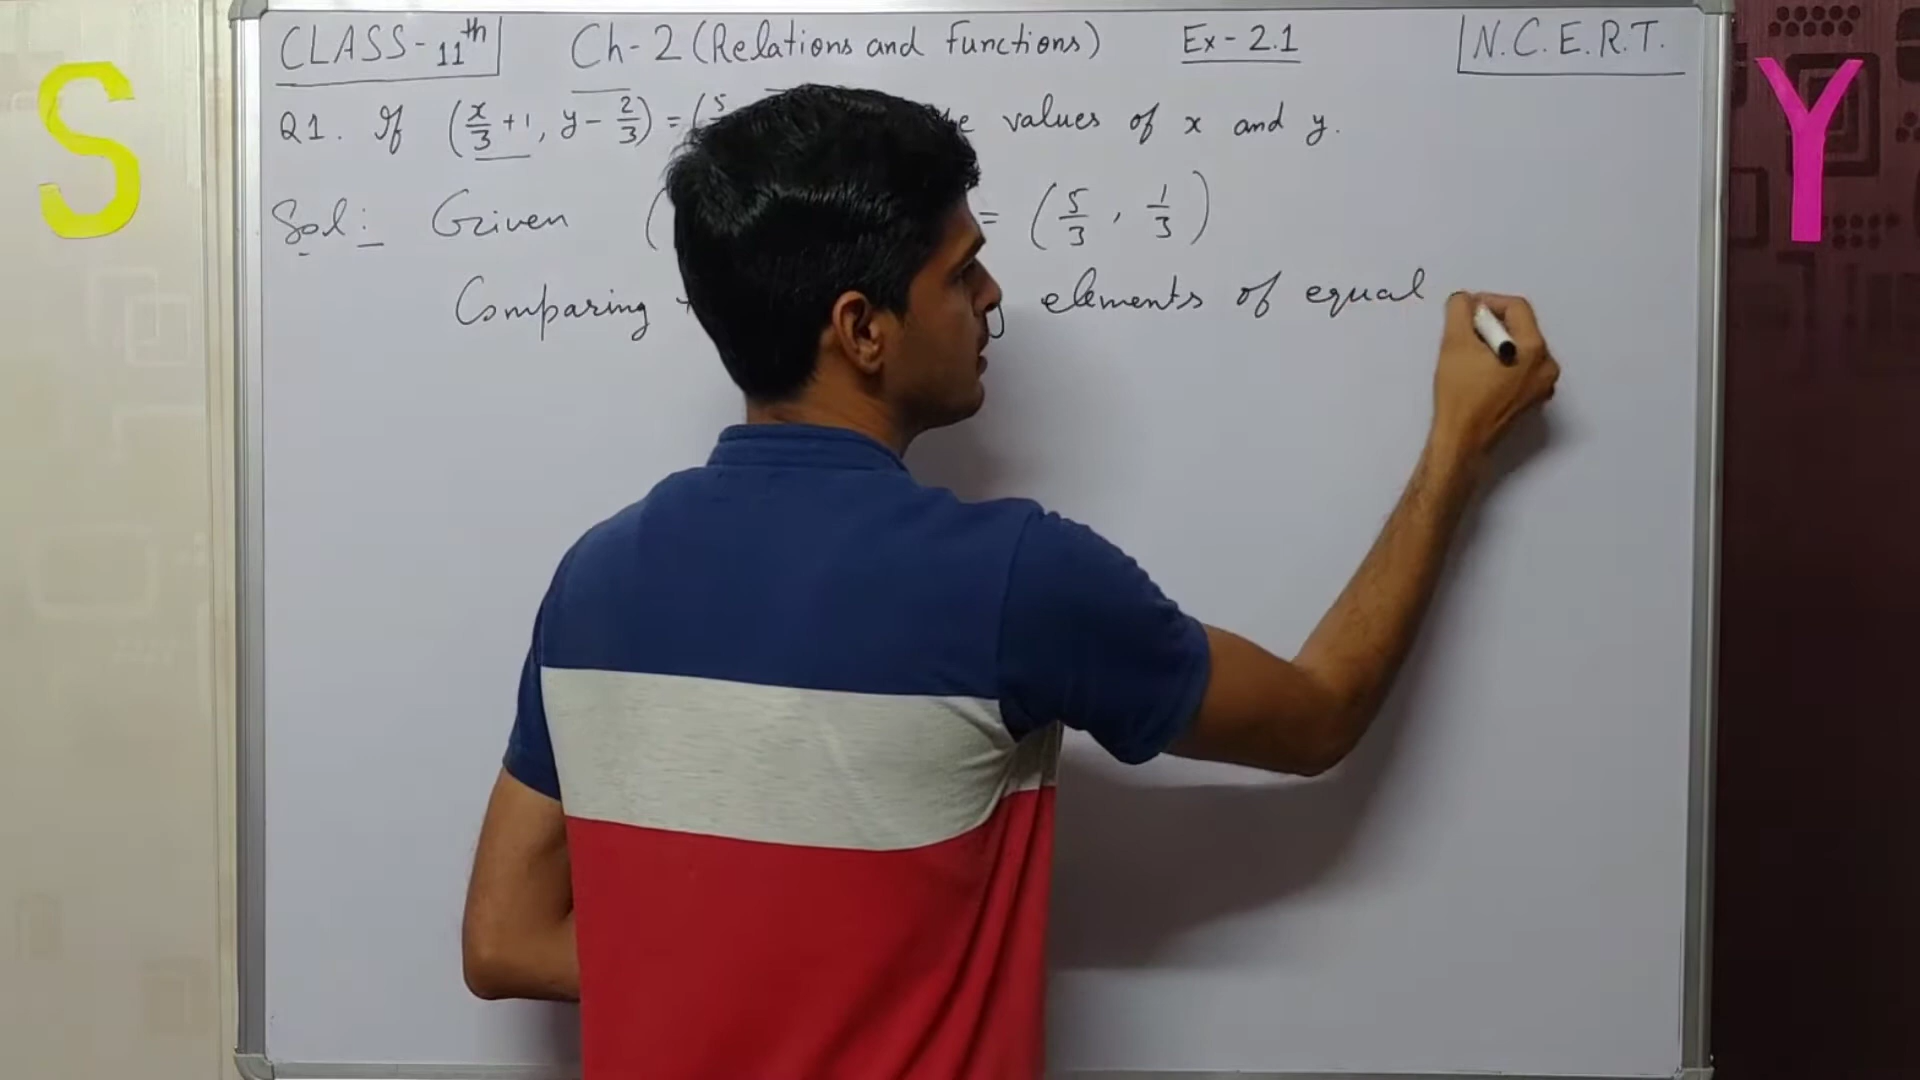 S
CLASS-11th Ch-2 (Relations and functions) Ex-2.1 N.C.E.R.T.
Y
Q1. If (x/3 +1, y-2/3) = (5 values of x and y.
Sol:- Given ( = (5/3, 1/3)
Comparing elements of equal